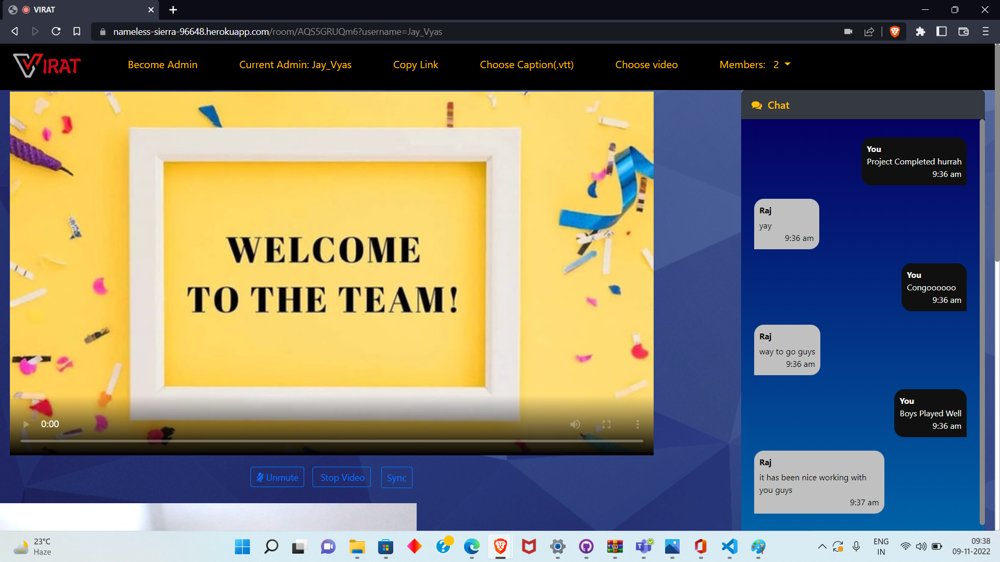 VIRAT
nameless-sierra-96648.herokuapp.com/room/AQS5GRUQm6?username=Jay_Vyas
VIRAT
Become Admin
Current Admin: Jay_Vyas
Copy Link
Choose Caption(.vtt)
Choose video
Members: 2
WELCOME
TO THE TEAM!
0:00
Unmute
Stop Video
Sync
Chat
You
Project Completed hurrah
9:36 am
Raj
yay
9:36 am
You
Congoooooo
9:36 am
Raj
way to go guys
9:36 am
You
Boys Played Well
9:36 am
Raj
it has been nice working with
you guys
9:37 am
23°C
Haze
ENG
IN
09:38
09-11-2022